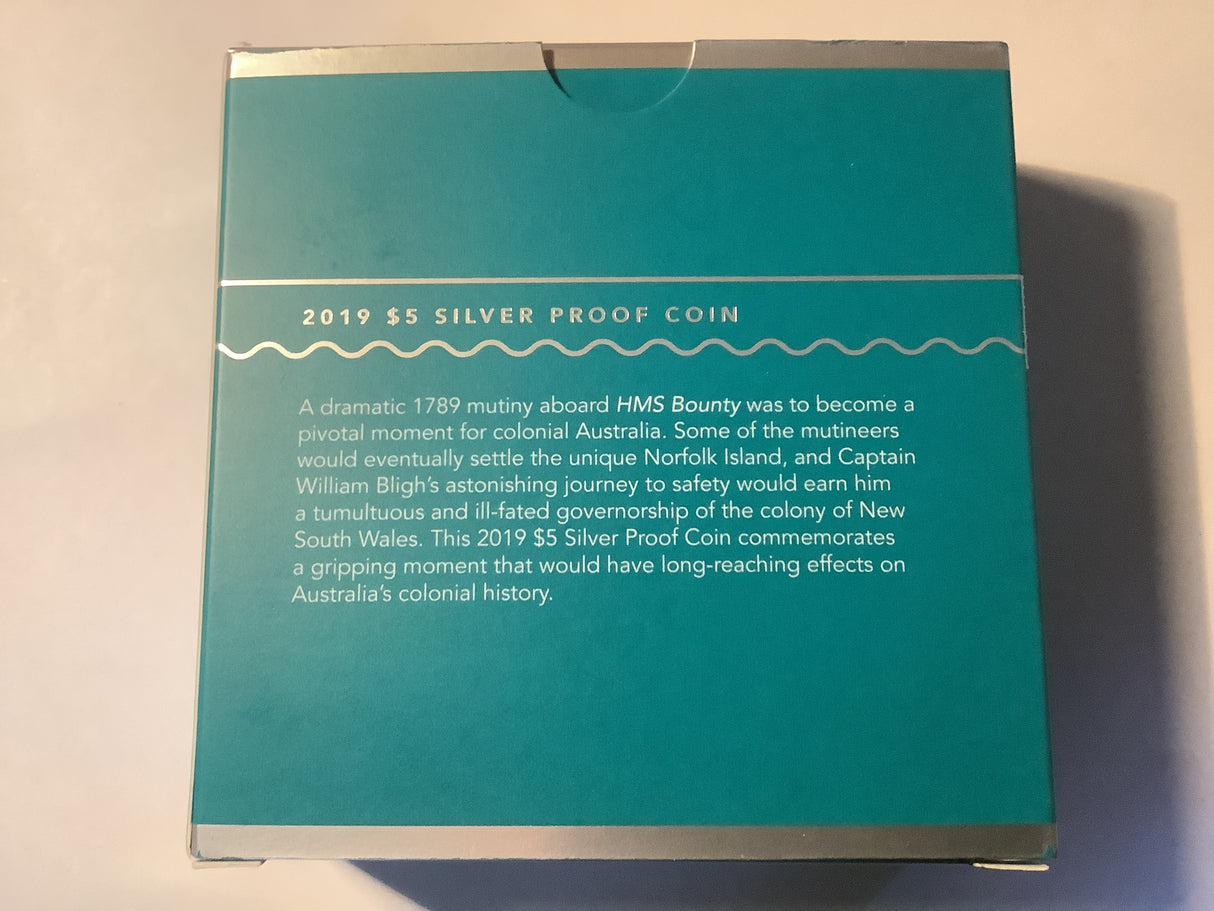 2019 $5 SILVER PROOF COIN
A dramatic 1789 mutiny aboard HMS Bounty was to become a
pivotal moment for colonial Australia. Some of the mutineers
would eventually settle the unique Norfolk Island, and Captain
William Bligh's astonishing journey to safety would earn him
a tumultuous and ill-fated governorship of the colony of New
South Wales. This 2019 $5 Silver Proof Coin commemorates
a gripping moment that would have long-reaching effects on
Australia's colonial history.